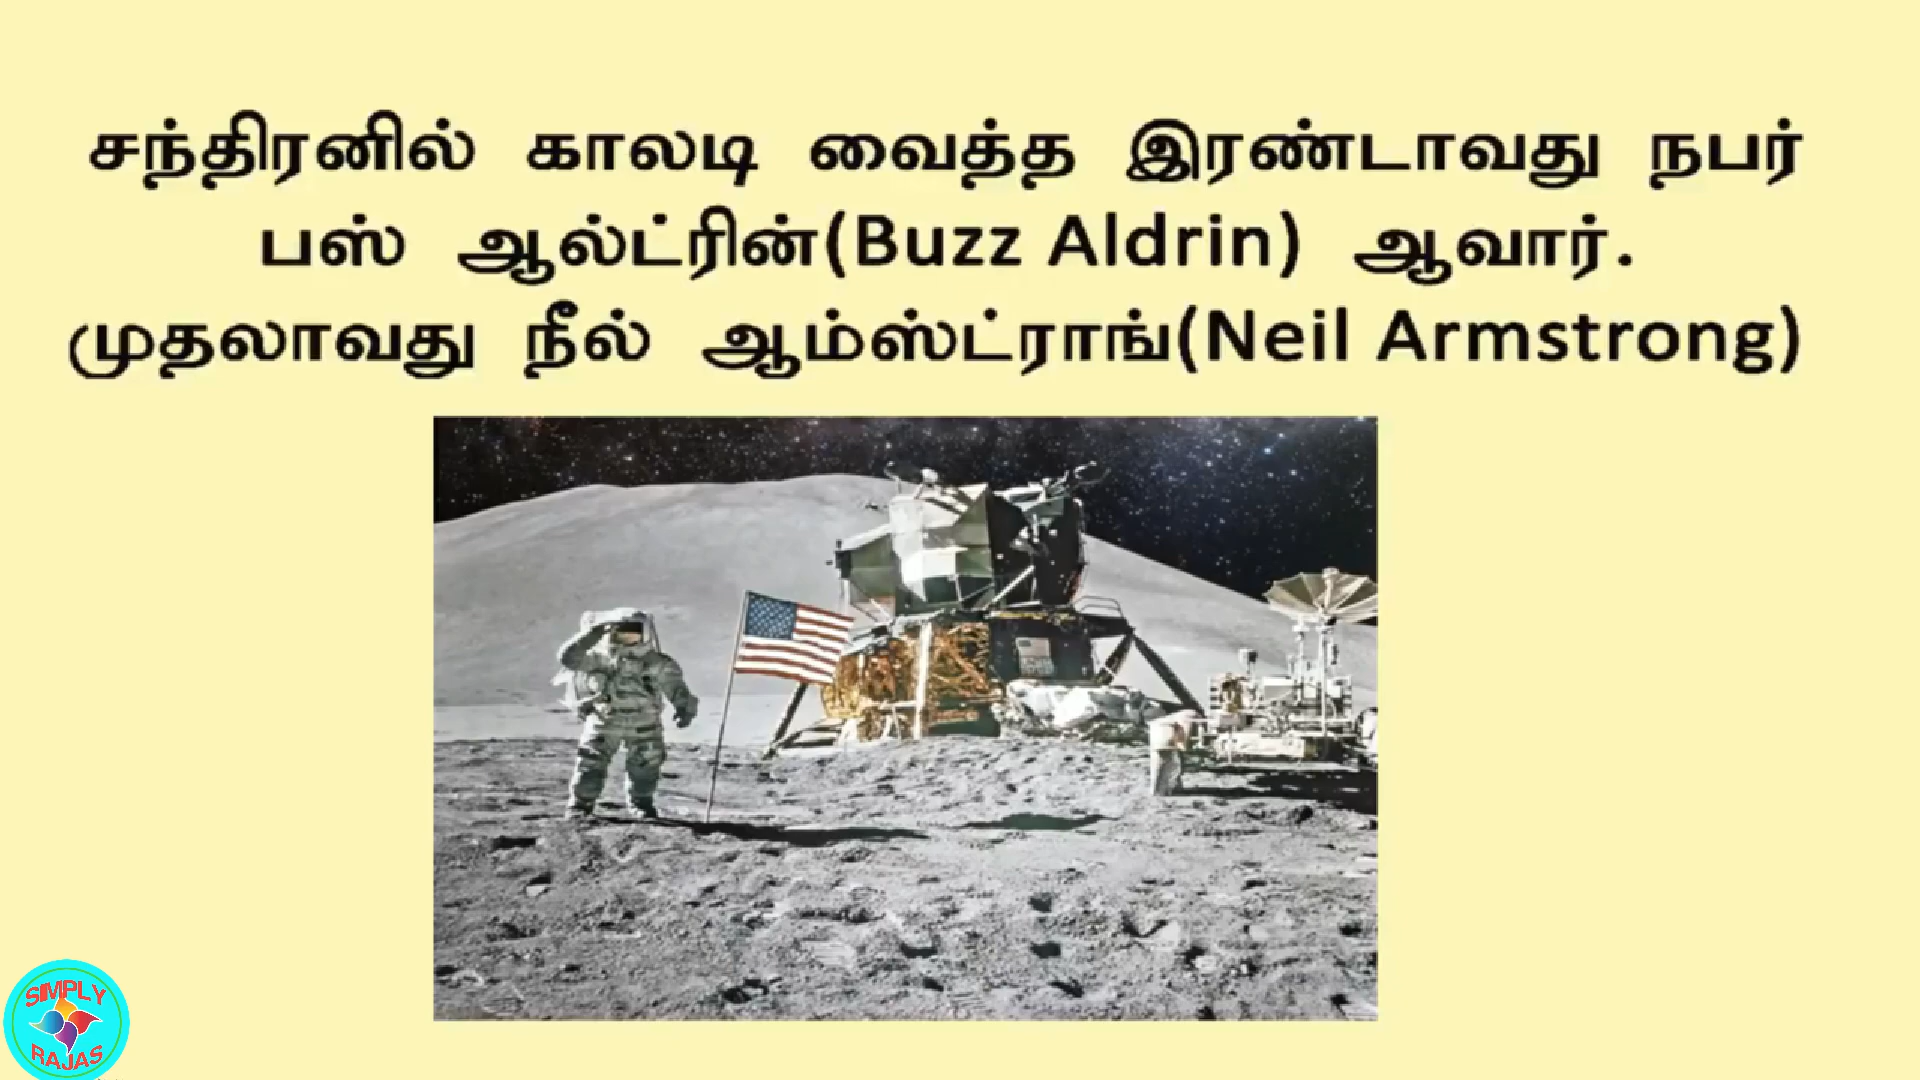 சந்திரனில் காலடி வைத்த இரண்டாவது நபர்
பஸ் ஆல்ட்ரின்(Buzz Aldrin) ஆவார்.
முதலாவது நீல் ஆம்ஸ்ட்ராங்(Neil Armstrong)
SIMPLY
RAJAS